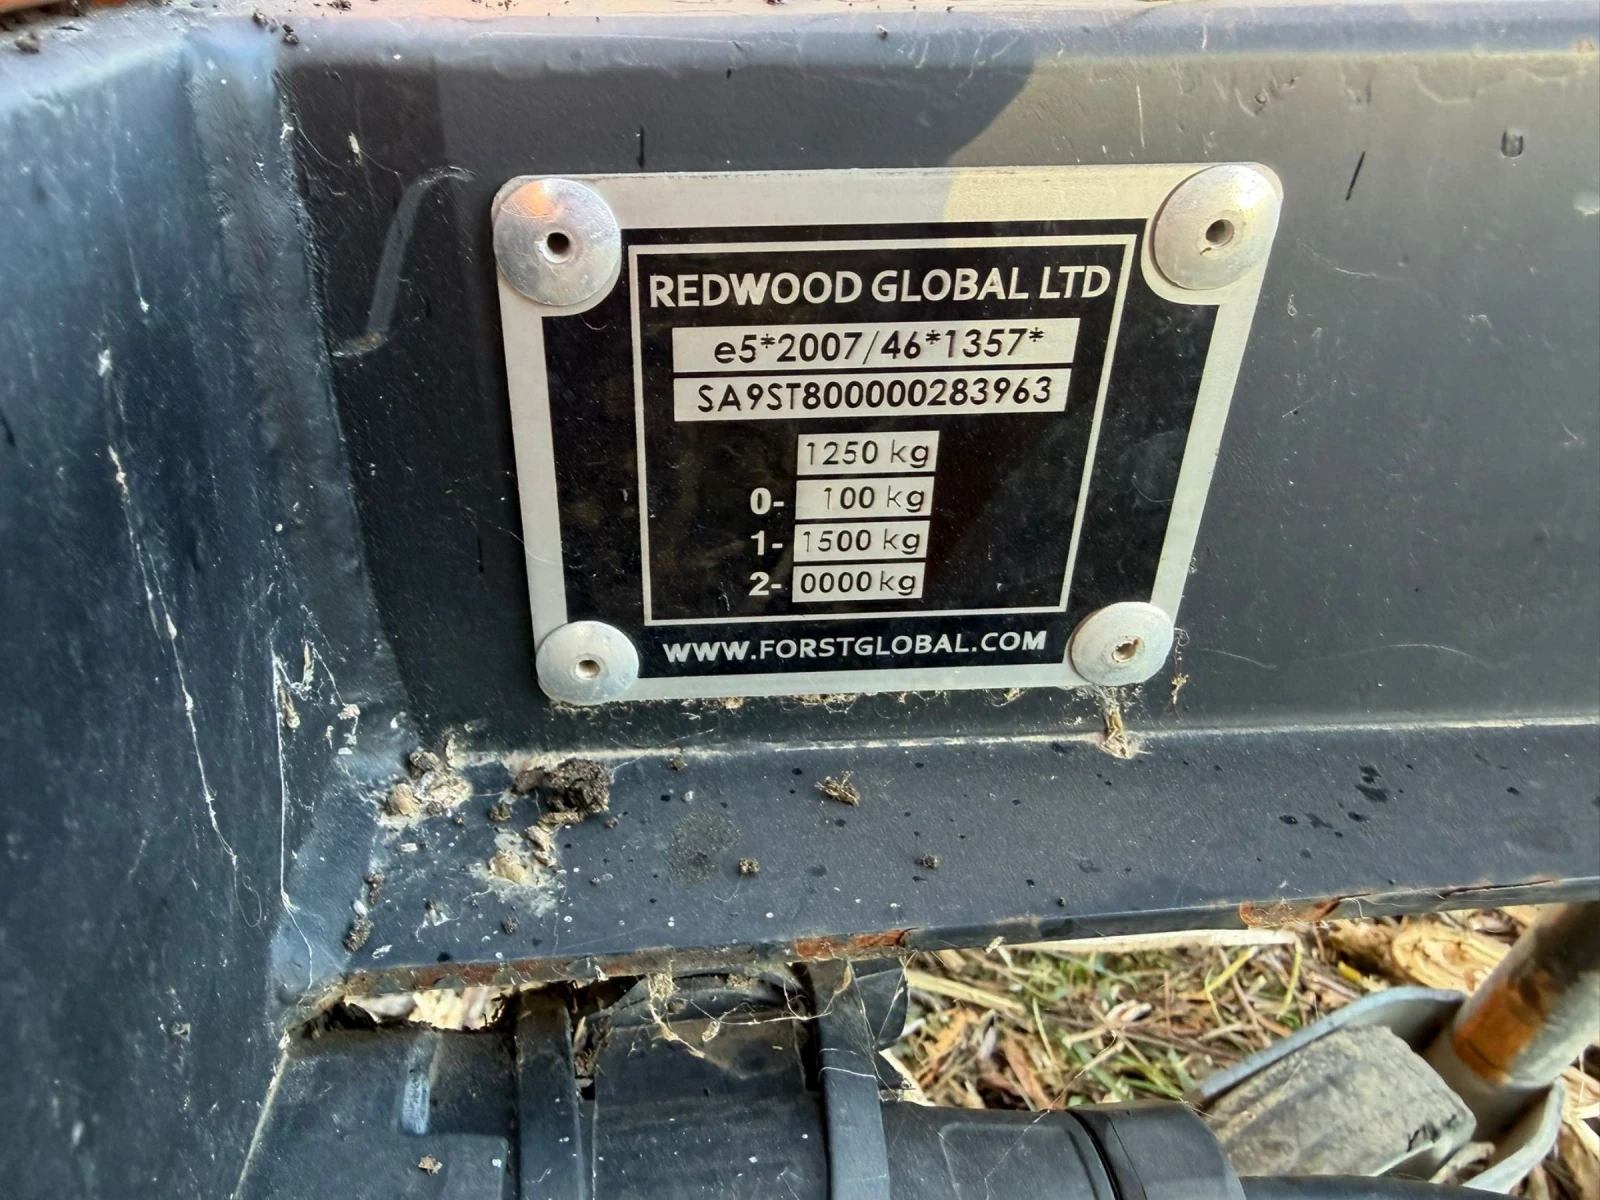 REDWOOD GLOBAL LTD
e5*2007/46*1357*
SA9ST800000283963
1250 kg
0- 100 kg
1- 1500 kg
2- 0000 kg
WWW.FORSTGLOBAL.COM